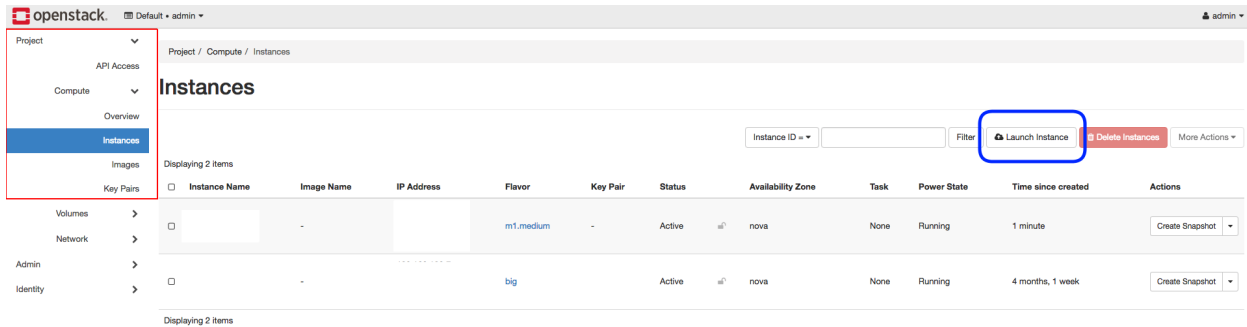 openstack. Default • admin admin
Project
API Access
Compute
Overview
Instances
Images
Key Pairs
Volumes
Network
Admin
Identity
Project / Compute / Instances
Instances
Instance ID = Filter Launch Instance Delete Instances More Actions
Displaying 2 items
Instance Name Image Name IP Address Flavor Key Pair Status Availability Zone Task Power State Time since created Actions
- m1.medium - Active nova None Running 1 minute Create Snapshot
- big Active nova None Running 4 months, 1 week Create Snapshot
Displaying 2 items